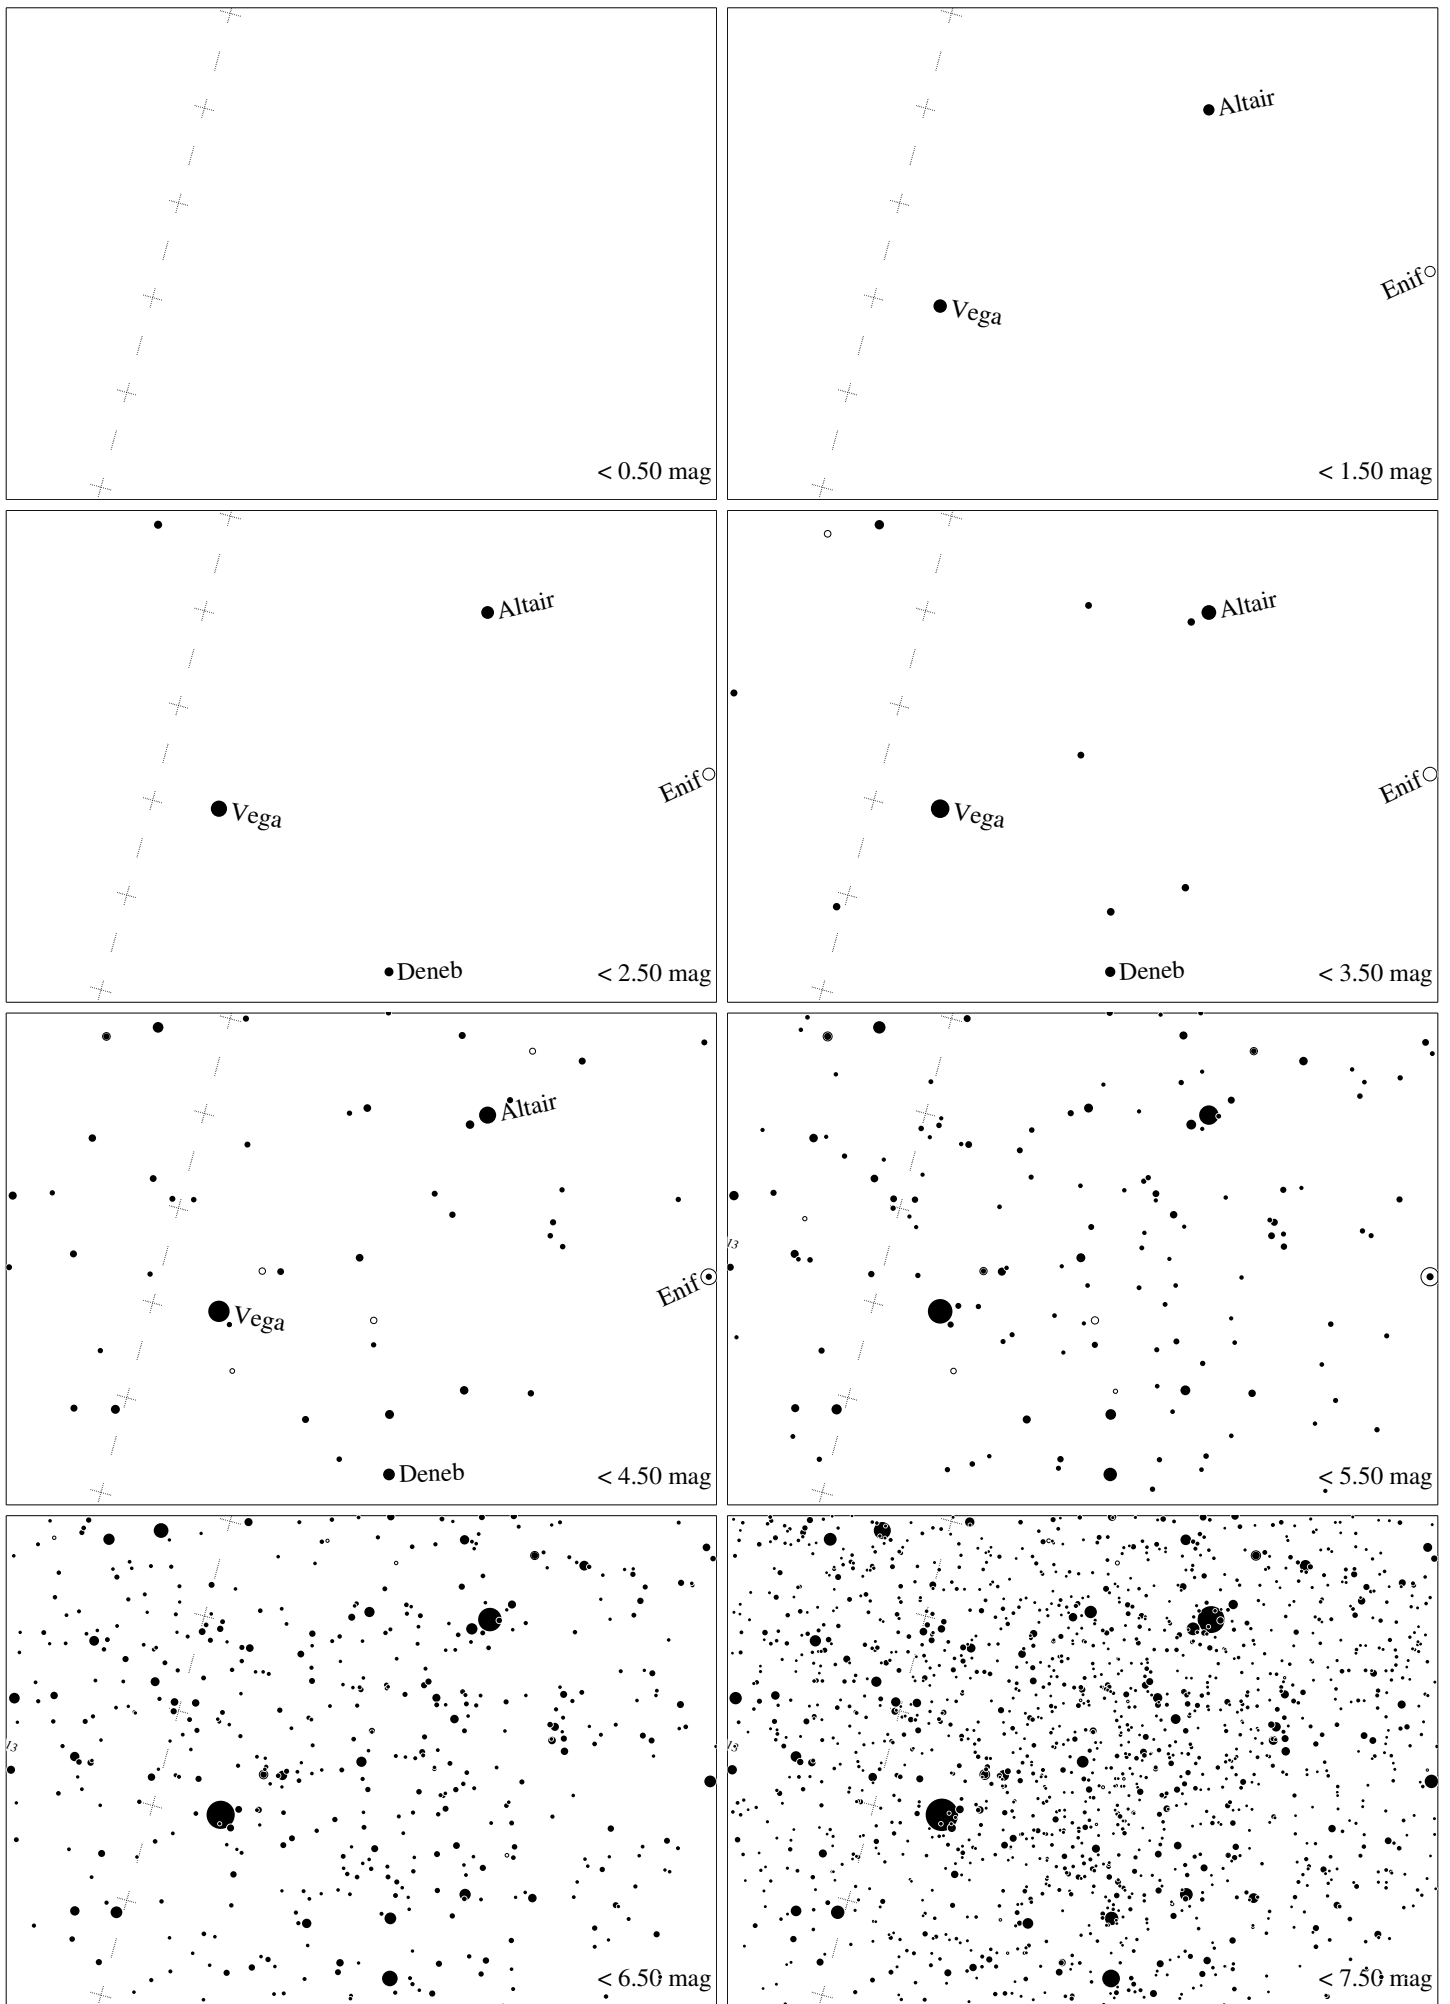 < 0.50 mag
Altair
Enif
Vega
< 1.50 mag
Altair
Enif
Vega
Deneb
< 2.50 mag
Altair
Enif
Vega
Deneb
< 3.50 mag
Altair
Enif
Vega
Deneb
< 4.50 mag
13
< 5.50 mag
13
< 6.50 mag
13
< 7.50 mag